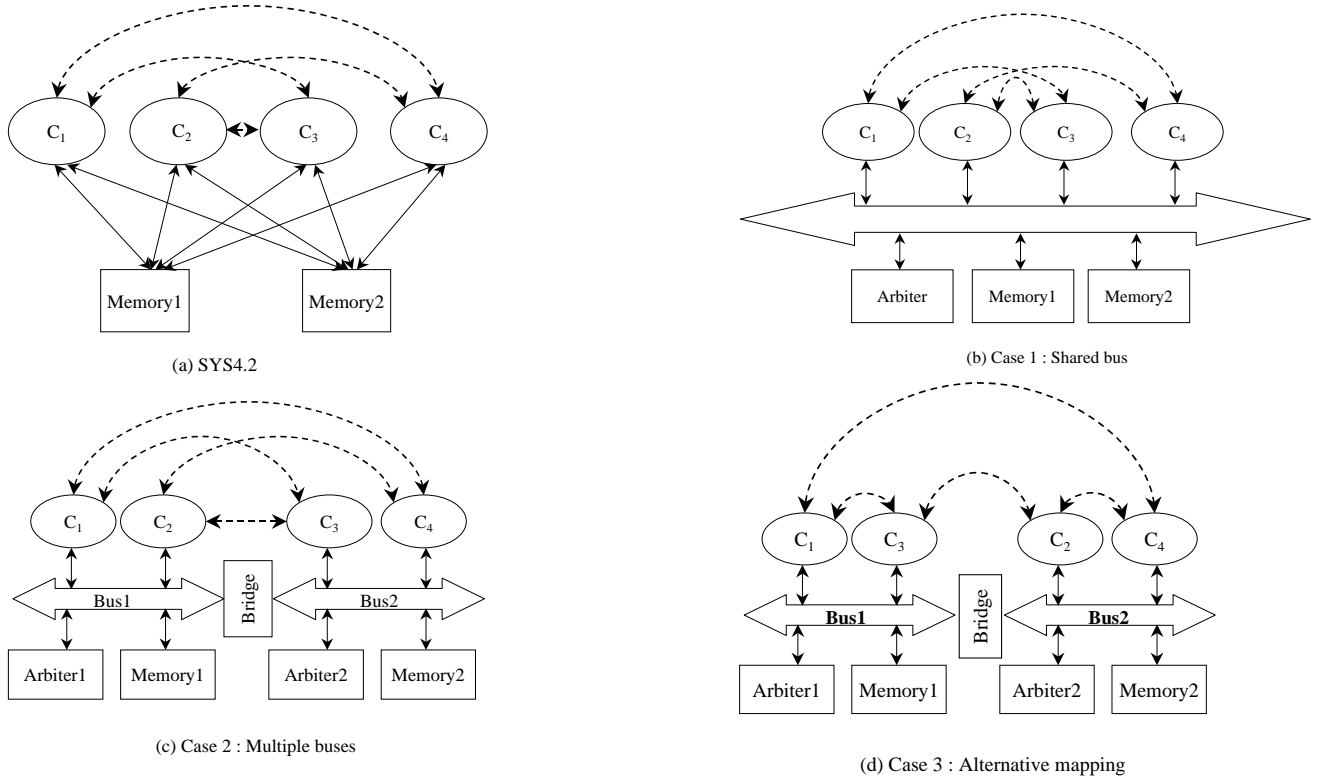 C1 C2 C3 C4
Memory1 Memory2
(a) SYS4.2
C1 C2 C3 C4
Arbiter Memory1 Memory2
(b) Case 1 : Shared bus
C1 C2 C3 C4
Bus1 Bridge Bus2
Arbiter1 Memory1 Arbiter2 Memory2
(c) Case 2 : Multiple buses
C1 C3 C2 C4
Bus1 Bridge Bus2
Arbiter1 Memory1 Arbiter2 Memory2
(d) Case 3 : Alternative mapping